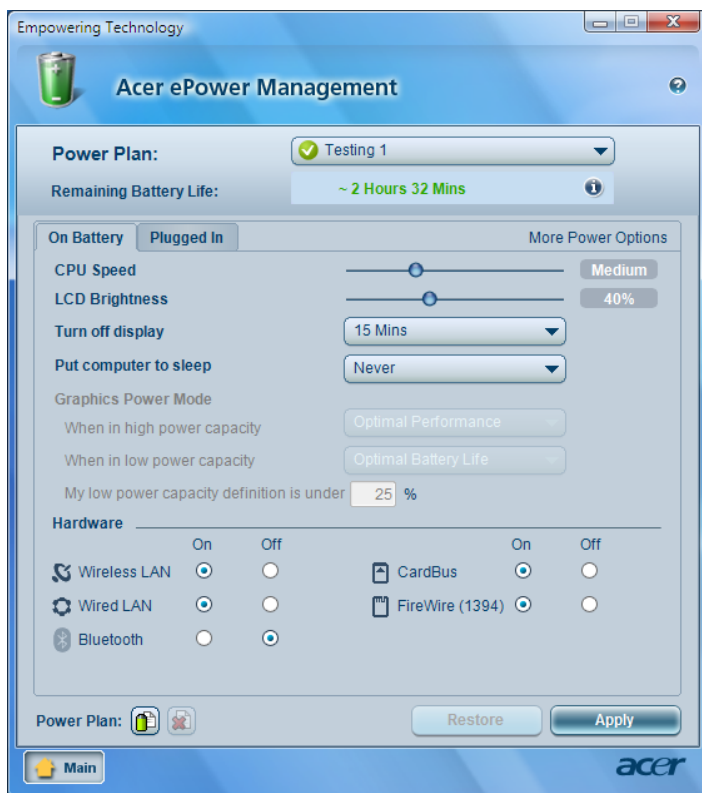 Empowering Technology
Acer ePower Management
Power Plan: Testing 1
Remaining Battery Life: ~ 2 Hours 32 Mins
On Battery Plugged In More Power Options
CPU Speed Medium
LCD Brightness 40%
Turn off display 15 Mins
Put computer to sleep Never
Graphics Power Mode
When in high power capacity Optimal Performance
When in low power capacity Optimal Battery Life
My low power capacity definition is under 25 %
Hardware
On Off On Off
Wireless LAN CardBus
Wired LAN FireWire (1394)
Bluetooth
Power Plan: Restore Apply
Main acer